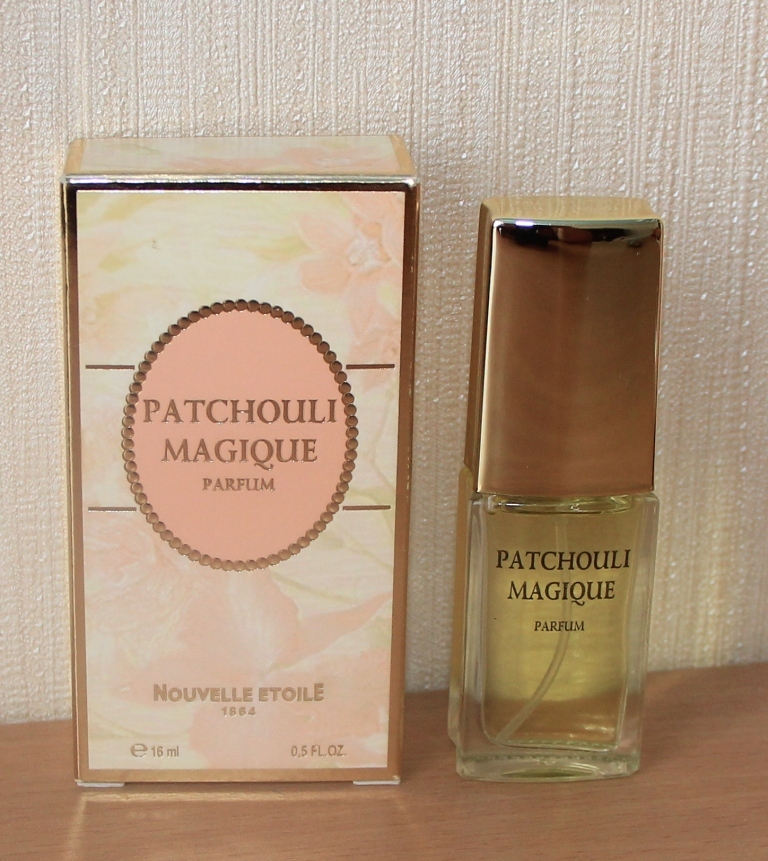 PATCHOULI
MAGIQUE
PARFUM
NOUVELLE ETOILE
1864
℮ 16 ml 0,5 FL.OZ.
PATCHOULI
MAGIQUE
PARFUM